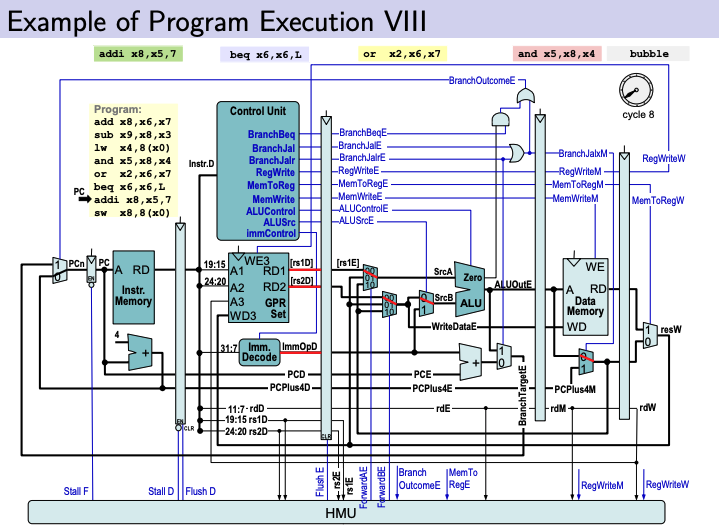 Example of Program Execution VIII
addi x8,x5,7
beq x6,x6,L
or x2,x6,x7
and x5,x8,x4
bubble
BranchOutcomeE
cycle 8
Program:
add x8,x6,x7
sub x9,x8,x3
lw x4,8(x0)
and x5,x8,x4
or x2,x6,x7
beq x6,x6,L
PC
addi x8,x5,7
sw x8,8(x0)
Control Unit
BranchBeq
BranchJal
BranchJalr
RegWrite
MemToReg
MemWrite
ALUControl
ALUSrc
immControl
Instr.D
BranchBeqE
BranchJalE
BranchJalrE
RegWriteE
MemToRegE
MemWriteE
ALUControlE
ALUSrcE
BranchJalxM
RegWriteM
MemToRegM
MemWriteM
RegWriteW
MemToRegW
1
0
PCn
PC
EN
A RD
Instr.
Memory
4
+
19:15
24:20
WE3
A1 RD1
A2 RD2
A3 GPR
WD3 Set
[rs1D]
[rs2D]
31:7
Imm.
Decode
ImmOpD
[rs1E]
00
01
10
00
01
10
0
1
SrcA
SrcB
Zero
ALU
ALUOutE
WriteDataE
WE
A RD
Data
Memory
WD
0
1
1
0
resW
PCD
PCE
+
1
0
BranchTargetE
PCPlus4D
PCPlus4E
PCPlus4M
11:7 rdD
19:15 rs1D
24:20 rs2D
rdE
rdM
rdW
EN
CLR
CLR
Stall F
Stall D
Flush D
Flush E
rs2E
rs1E
ForwardAE
ForwardBE
Branch
OutcomeE
MemTo
RegE
RegWriteM
RegWriteW
HMU